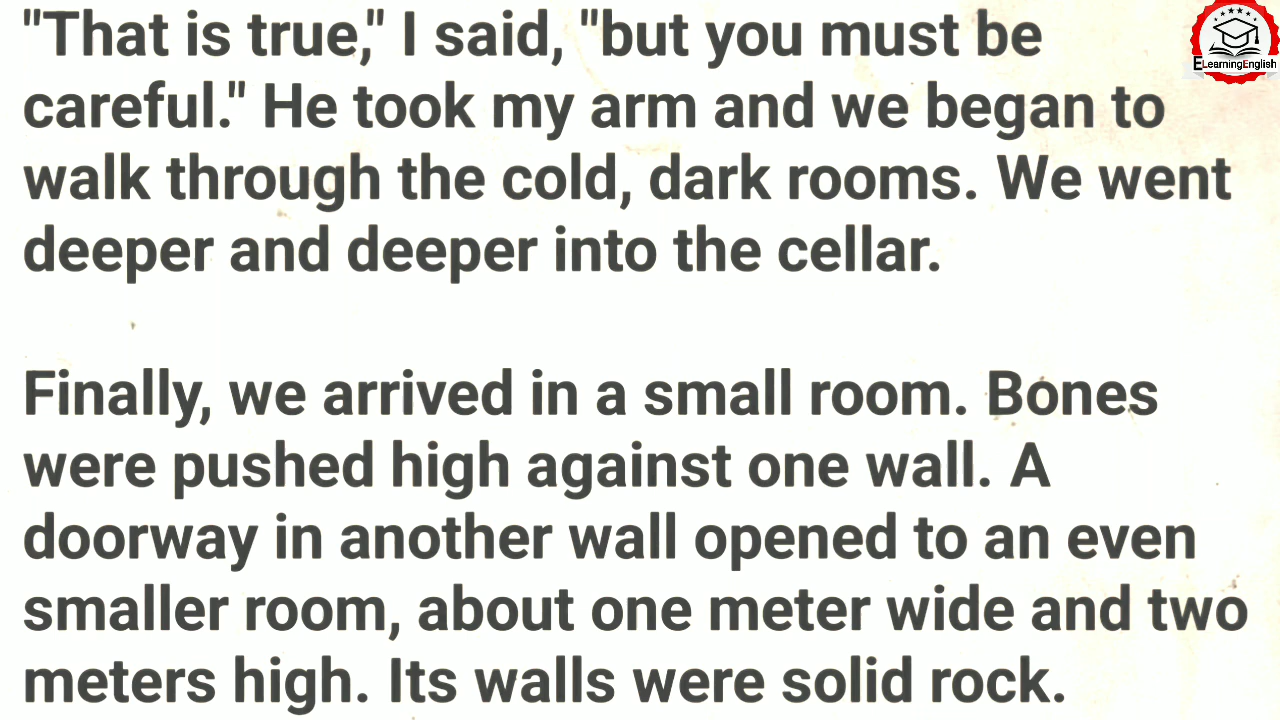 "That is true," I said, "but you must be
careful." He took my arm and we began to
walk through the cold, dark rooms. We went
deeper and deeper into the cellar.
Finally, we arrived in a small room. Bones
were pushed high against one wall. A
doorway in another wall opened to an even
smaller room, about one meter wide and two
meters high. Its walls were solid rock.
ELearningEnglish